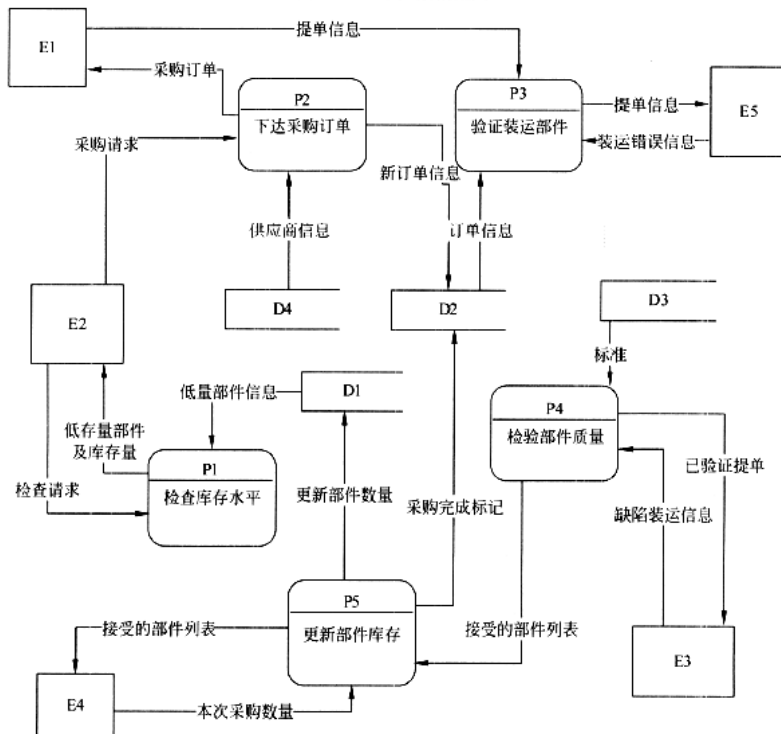 提单信息
E1
采购订单
P2
下达采购订单
P3
验证装运部件
提单信息
E5
装运错误信息
采购请求
新订单信息
供应商信息
订单信息
E2
D4
D2
D3
标准
低量部件信息
D1
P4
检验部件质量
低存量部件
及库存量
P1
检查库存水平
检查请求
更新部件数量
采购完成标记
已验证提单
缺陷装运信息
P5
更新部件库存
接受的部件列表
接受的部件列表
E3
E4
本次采购数量